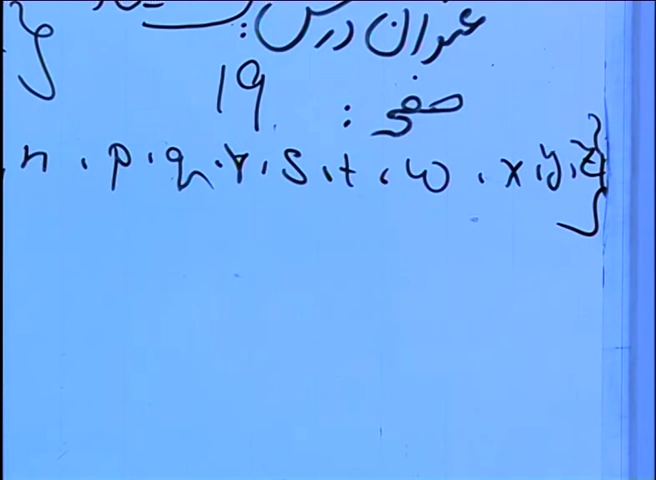 عنوان درس:
صفحه: 19
n, p, q, r, s, t, w, x, y, z}